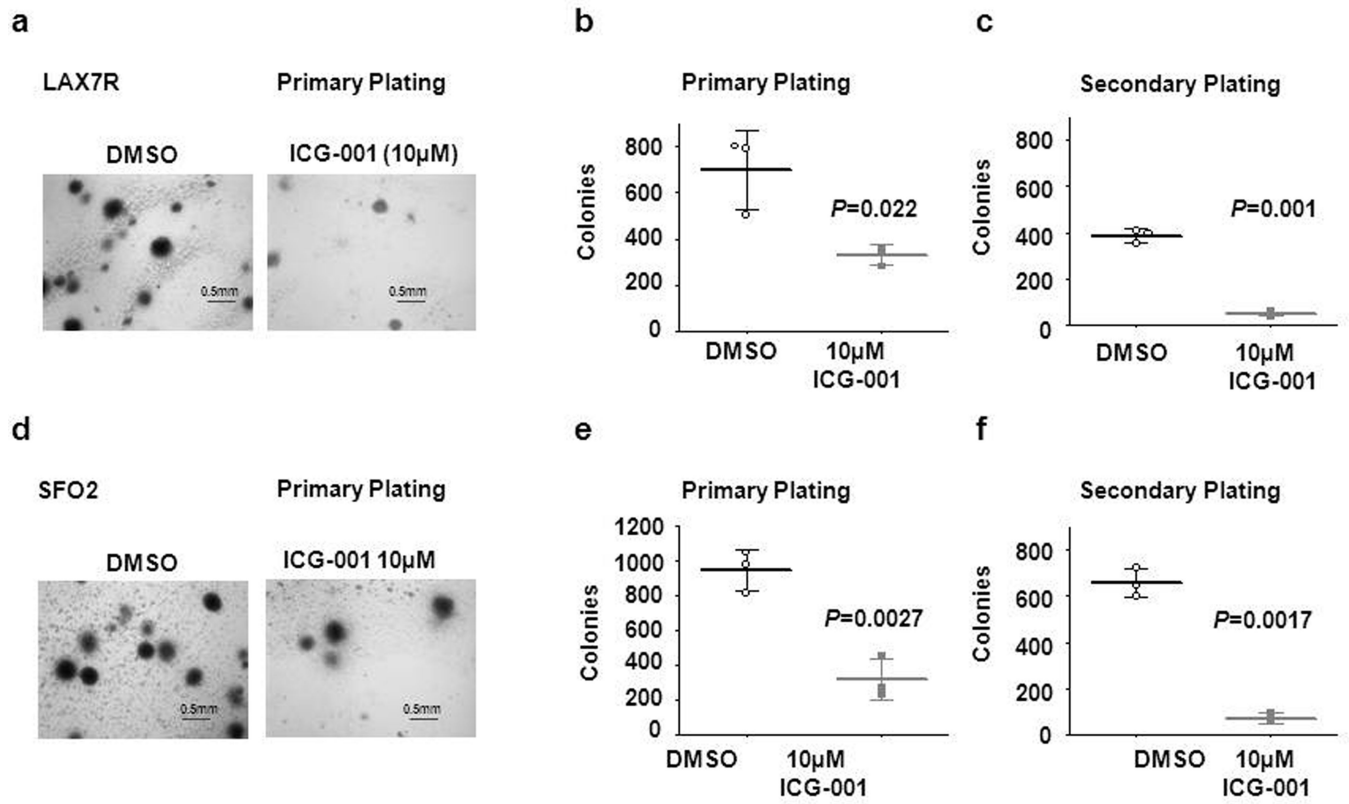 a
LAX7R
Primary Plating
DMSO
ICG-001 (10µM)
0.5mm
0.5mm
b
Primary Plating
Colonies
800
600
400
200
0
P=0.022
DMSO
10µM
ICG-001
c
Secondary Plating
Colonies
800
600
400
200
0
P=0.001
DMSO
10µM
ICG-001
d
SFO2
Primary Plating
DMSO
ICG-001 10µM
0.5mm
0.5mm
e
Primary Plating
Colonies
1200
1000
800
600
400
200
0
P=0.0027
DMSO
10µM
ICG-001
f
Secondary Plating
Colonies
800
600
400
200
0
P=0.0017
DMSO
10µM
ICG-001